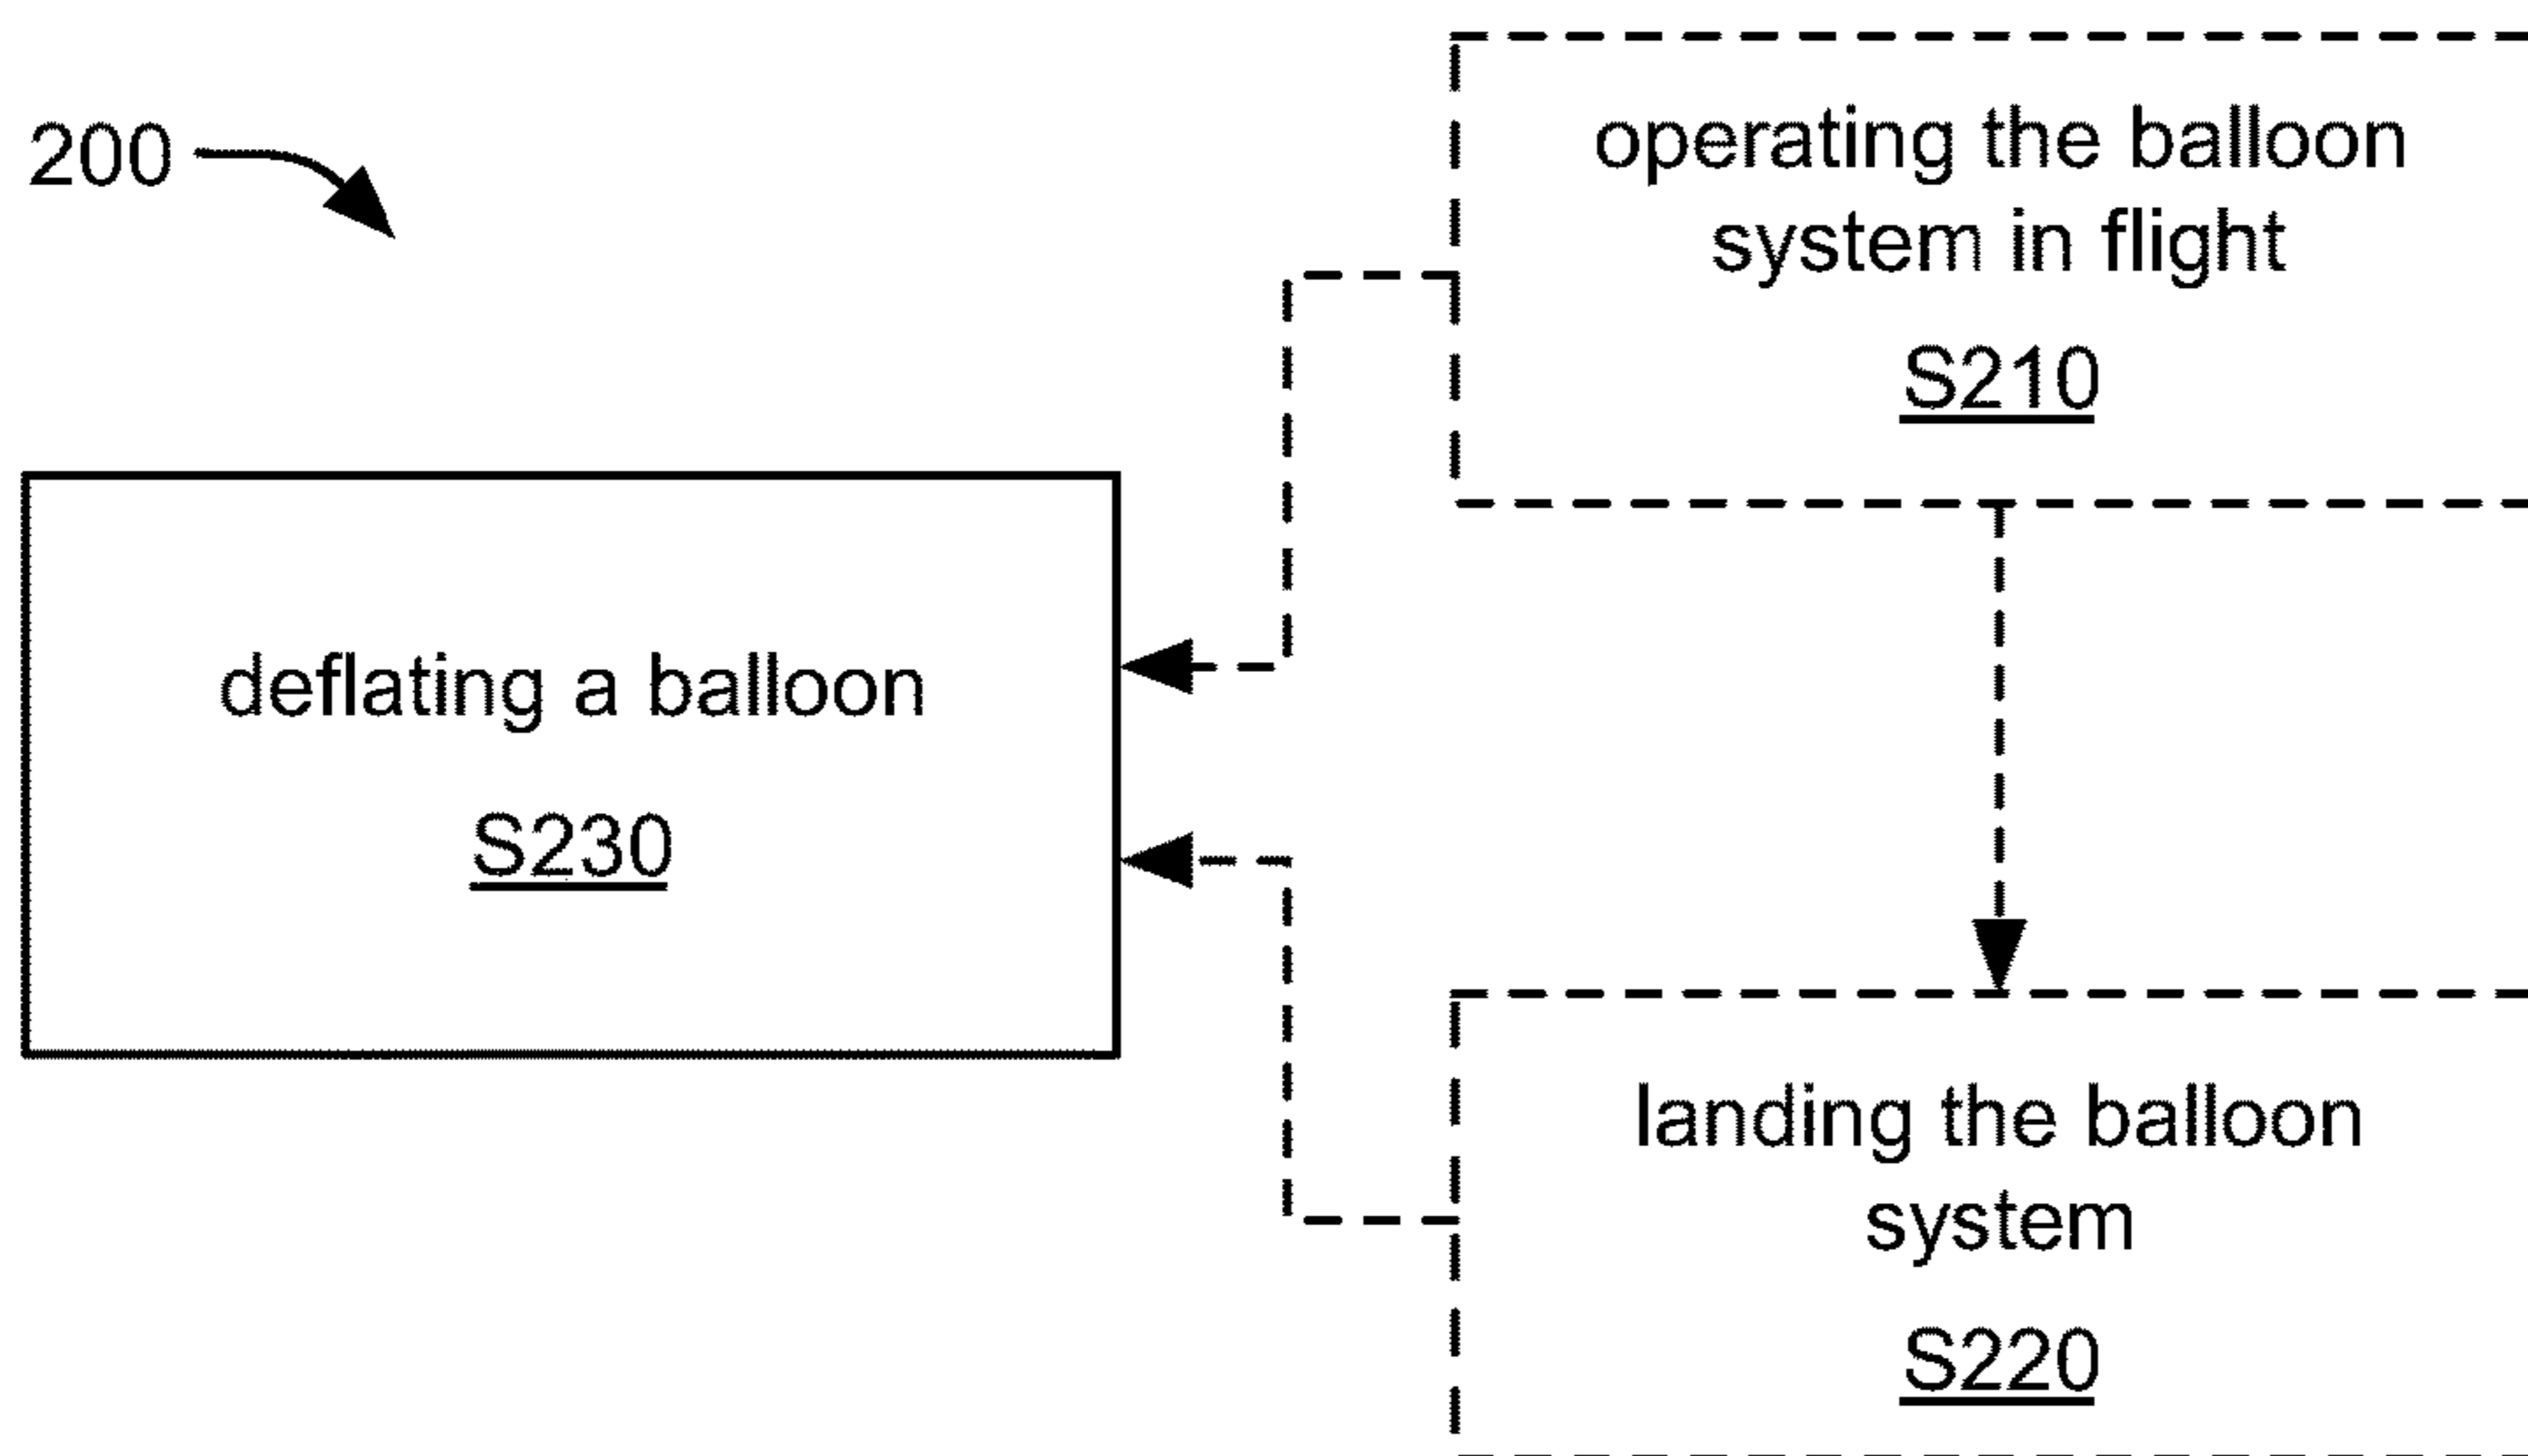 200
operating the balloon
system in flight
S210
deflating a balloon
S230
landing the balloon
system
S220